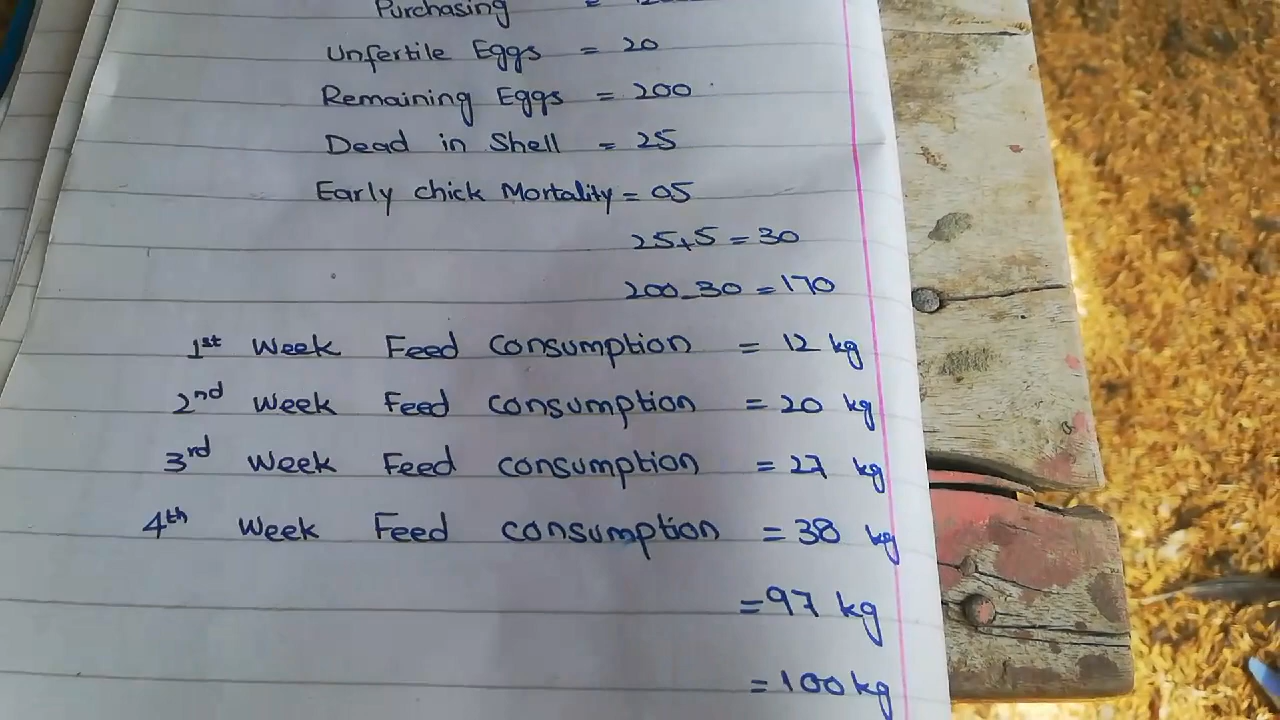 Purchasing =
Unfertile Eggs = 20
Remaining Eggs = 200
Dead in Shell = 25
Early chick Mortality = 05
25+5 = 30
200-30 = 170
1st Week Feed Consumption = 12 kg
2nd Week Feed Consumption = 20 kg
3rd Week Feed Consumption = 27 kg
4th Week Feed Consumption = 38 kg
= 97 kg
= 100 kg